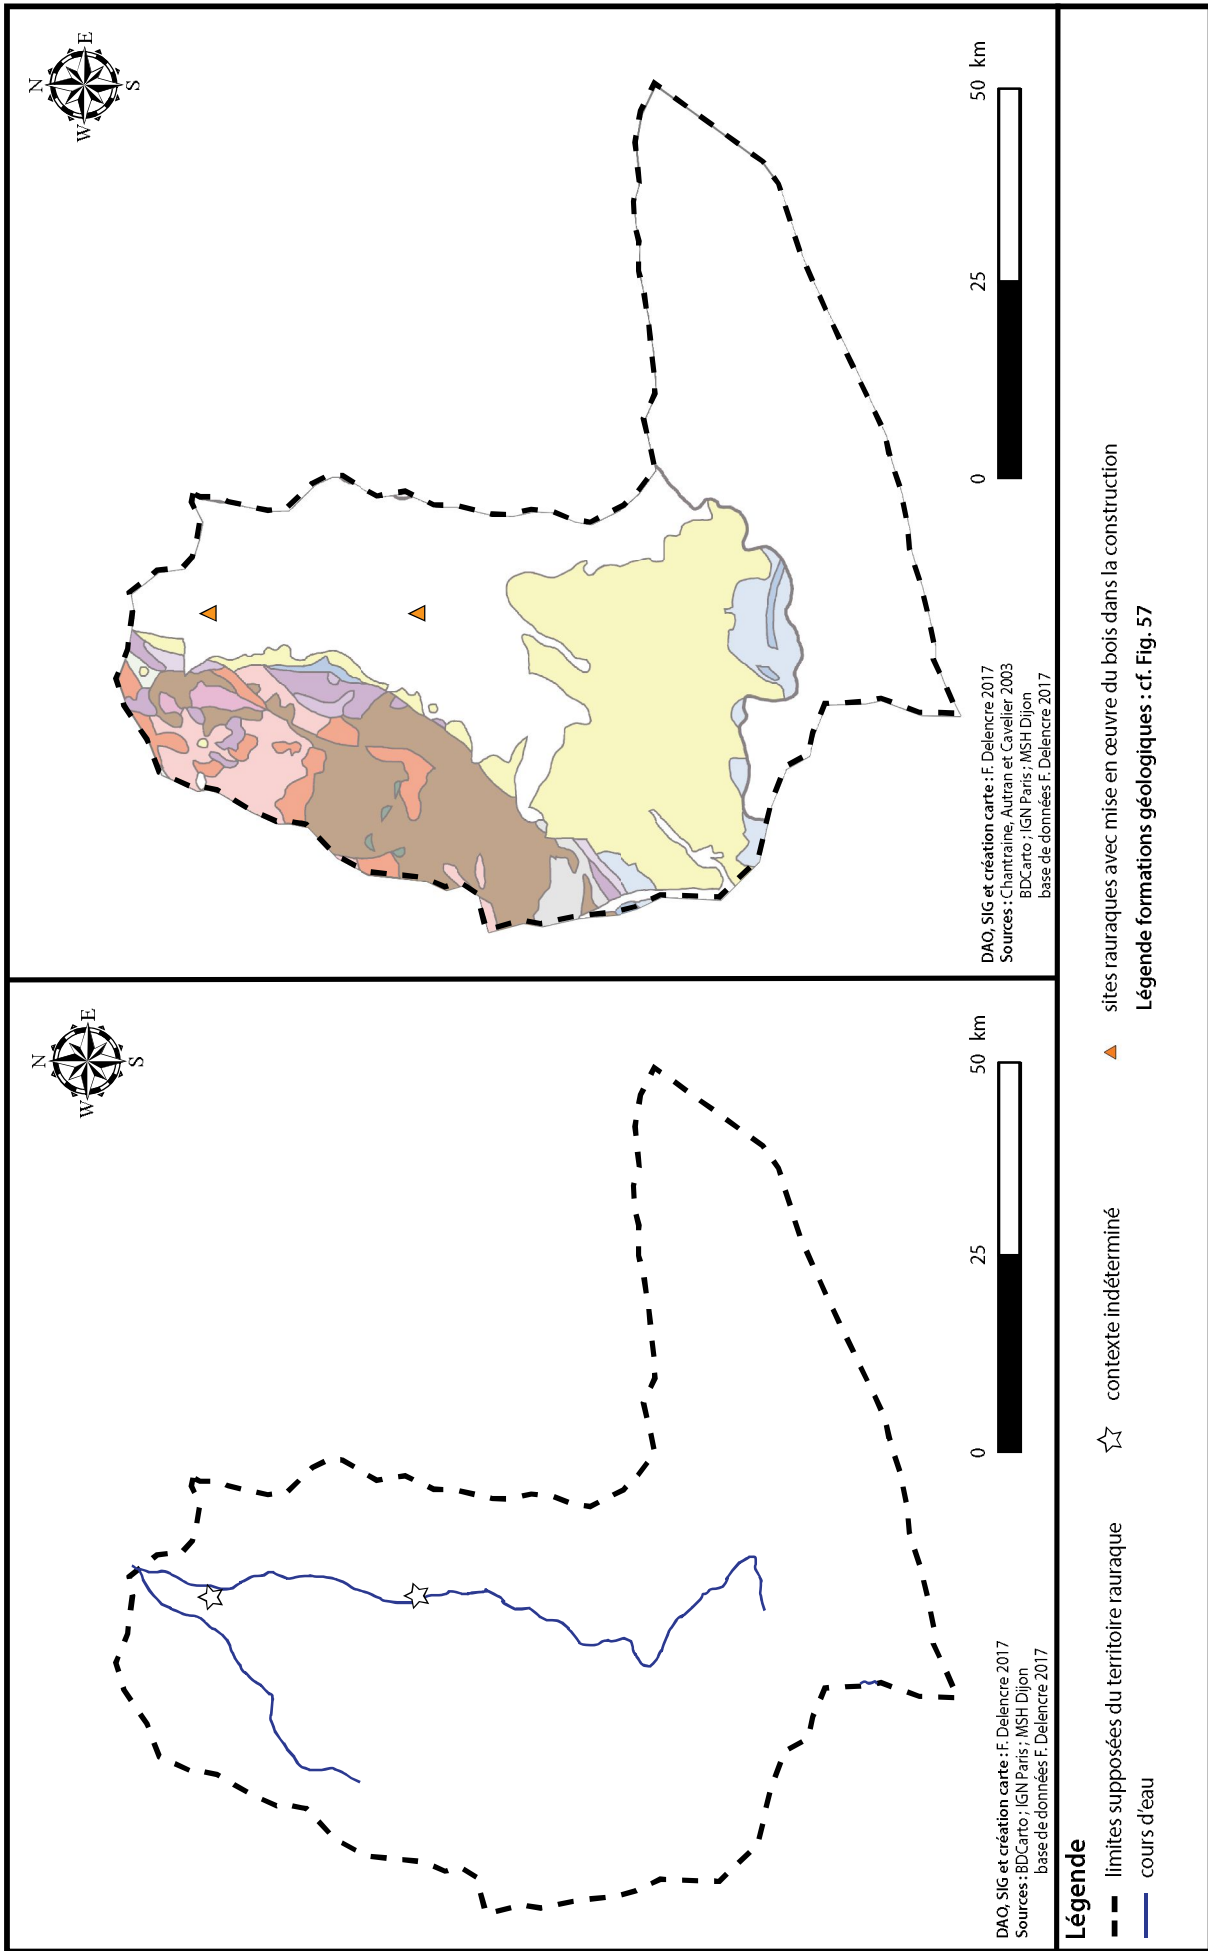 N
E
S
W
0
25
50 km
DAO, SIG et création carte : F. Delencre 2017
Sources : BDCarto ; IGN Paris ; MSH Dijon
base de données F. Delencre 2017
N
E
S
W
0
25
50 km
DAO, SIG et création carte : F. Delencre 2017
Sources : Chantraine, Autran et Cavelier 2003
BDCarto ; IGN Paris ; MSH Dijon
base de données F. Delencre 2017
Légende
limites supposées du territoire rauraque
cours d'eau
contexte indéterminé
sites rauraques avec mise en œuvre du bois dans la construction
Légende formations géologiques : cf. Fig. 57